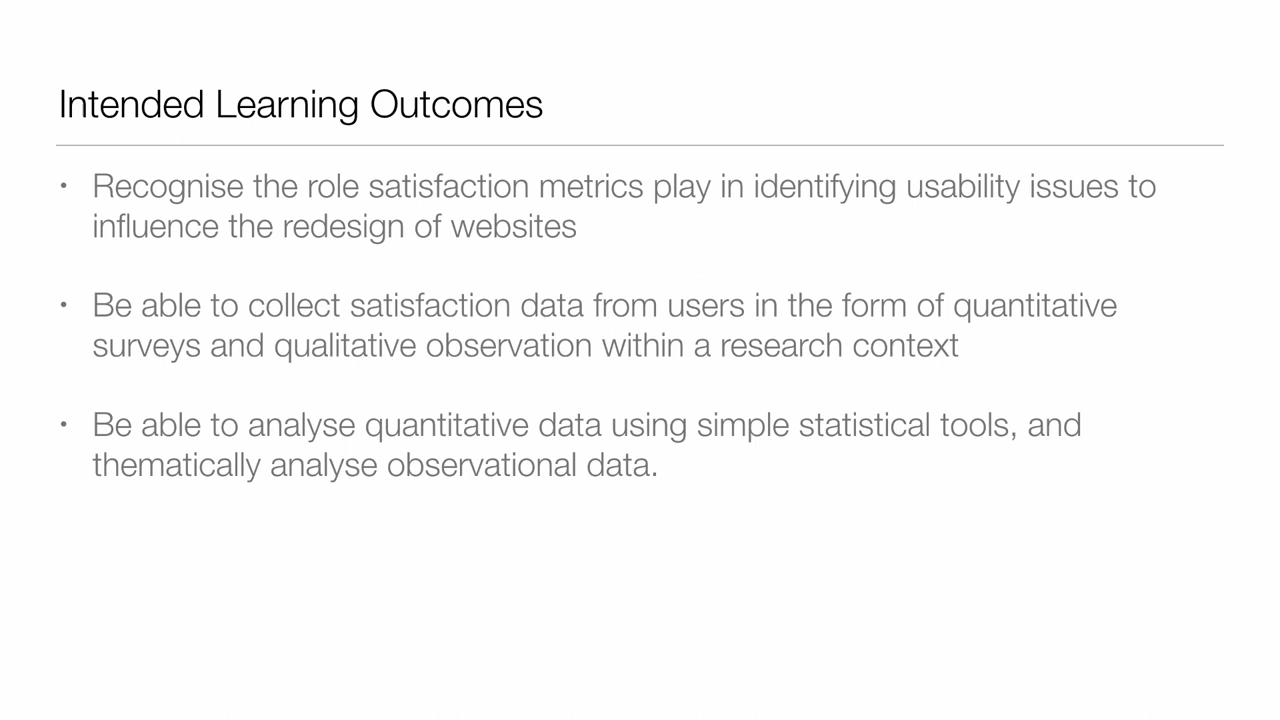 Intended Learning Outcomes
• Recognise the role satisfaction metrics play in identifying usability issues to
influence the redesign of websites
• Be able to collect satisfaction data from users in the form of quantitative
surveys and qualitative observation within a research context
• Be able to analyse quantitative data using simple statistical tools, and
thematically analyse observational data.